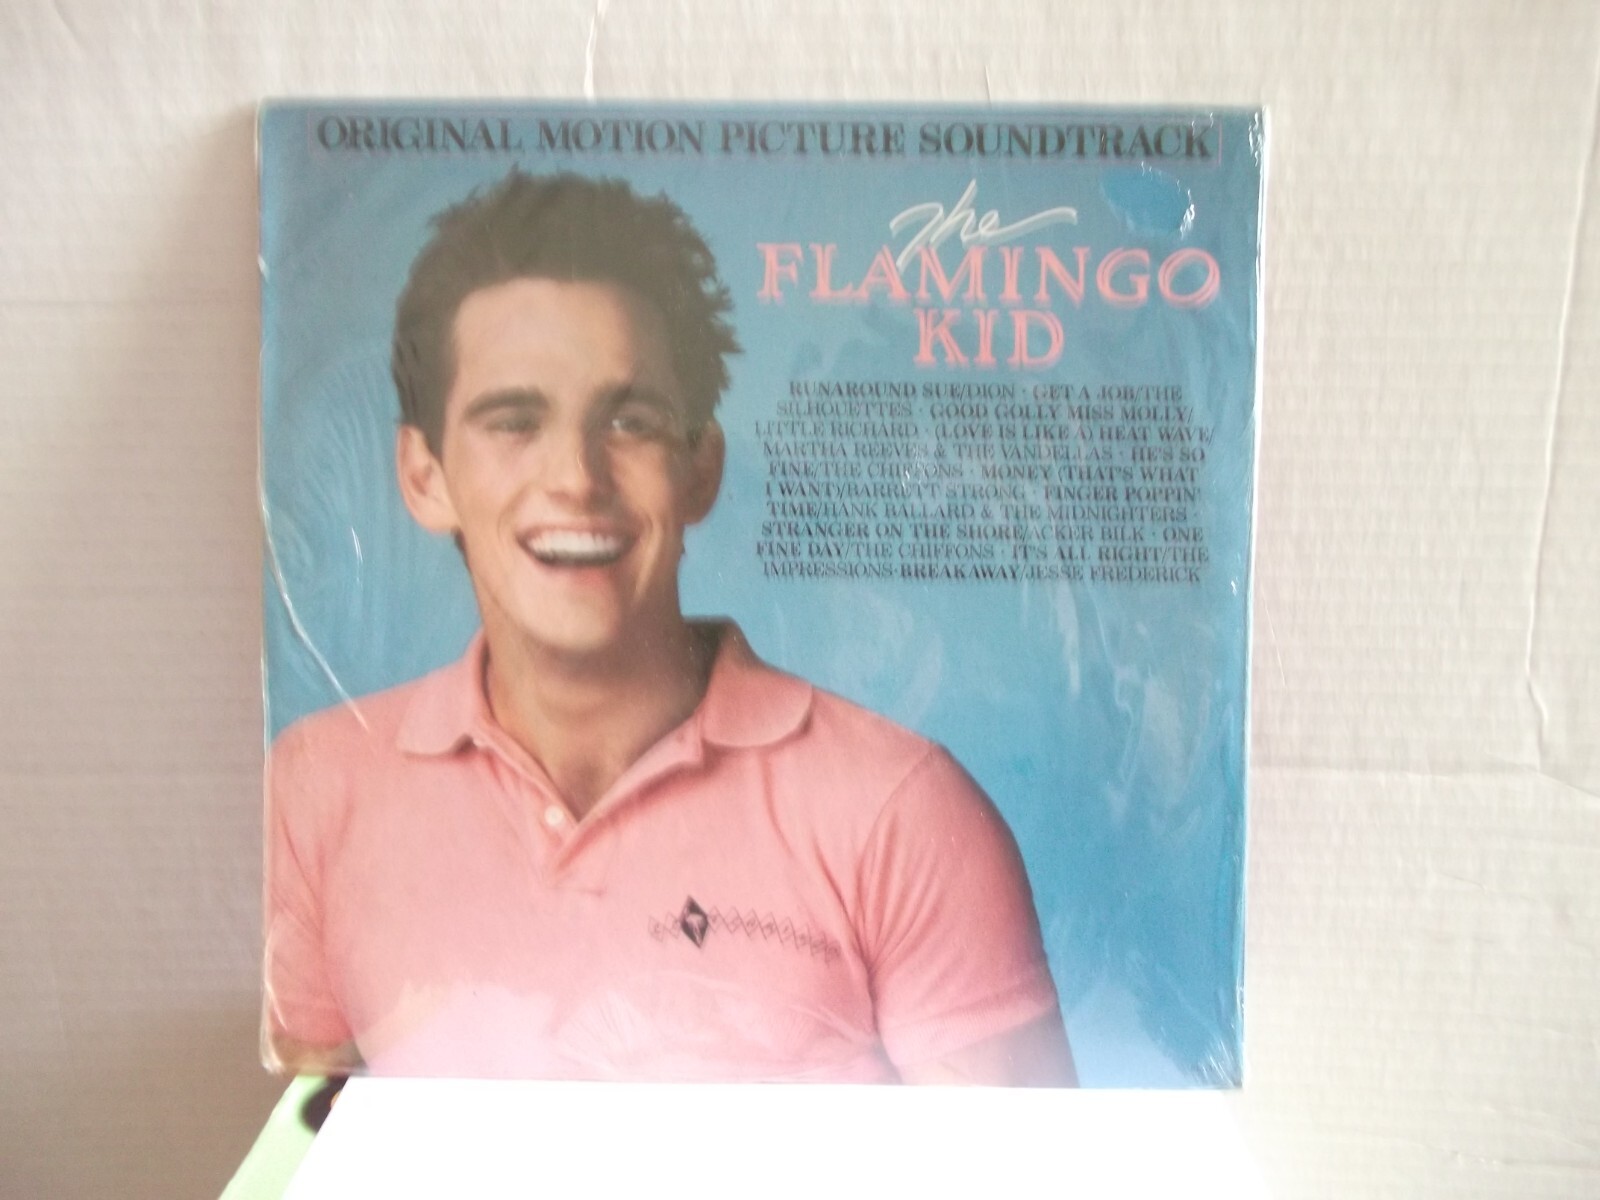 ORIGINAL MOTION PICTURE SOUNDTRACK
The
FLAMINGO
KID
RUNAROUND SUE/DION · GET A JOB/THE
SILHOUETTES · GOOD GOLLY MISS MOLLY/
LITTLE RICHARD · (LOVE IS LIKE A) HEAT WAVE/
MARTHA REEVES & THE VANDELLAS · HE'S SO
FINE/THE CHIFFONS · MONEY (THAT'S WHAT
I WANT)/BARRETT STRONG · FINGER POPPIN'
TIME/HANK BALLARD & THE MIDNIGHTERS ·
STRANGER ON THE SHORE/ACKER BILK · ONE
FINE DAY/THE CHIFFONS · IT'S ALL RIGHT/THE
IMPRESSIONS · BREAKAWAY/JESSE FREDERICK